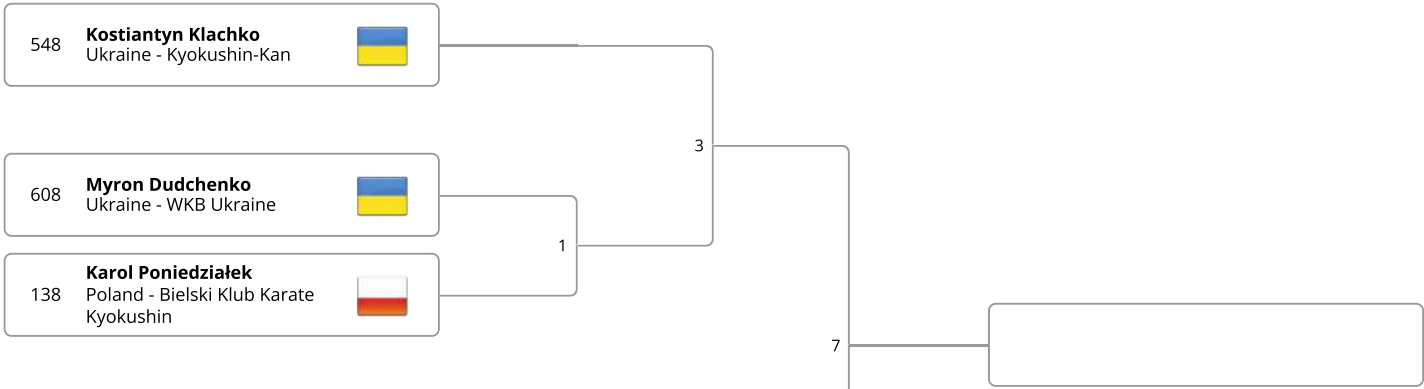 548
Kostiantyn Klachko
Ukraine - Kyokushin-Kan
3
608
Myron Dudchenko
Ukraine - WKB Ukraine
1
138
Karol Poniedziałek
Poland - Bielski Klub Karate
Kyokushin
7